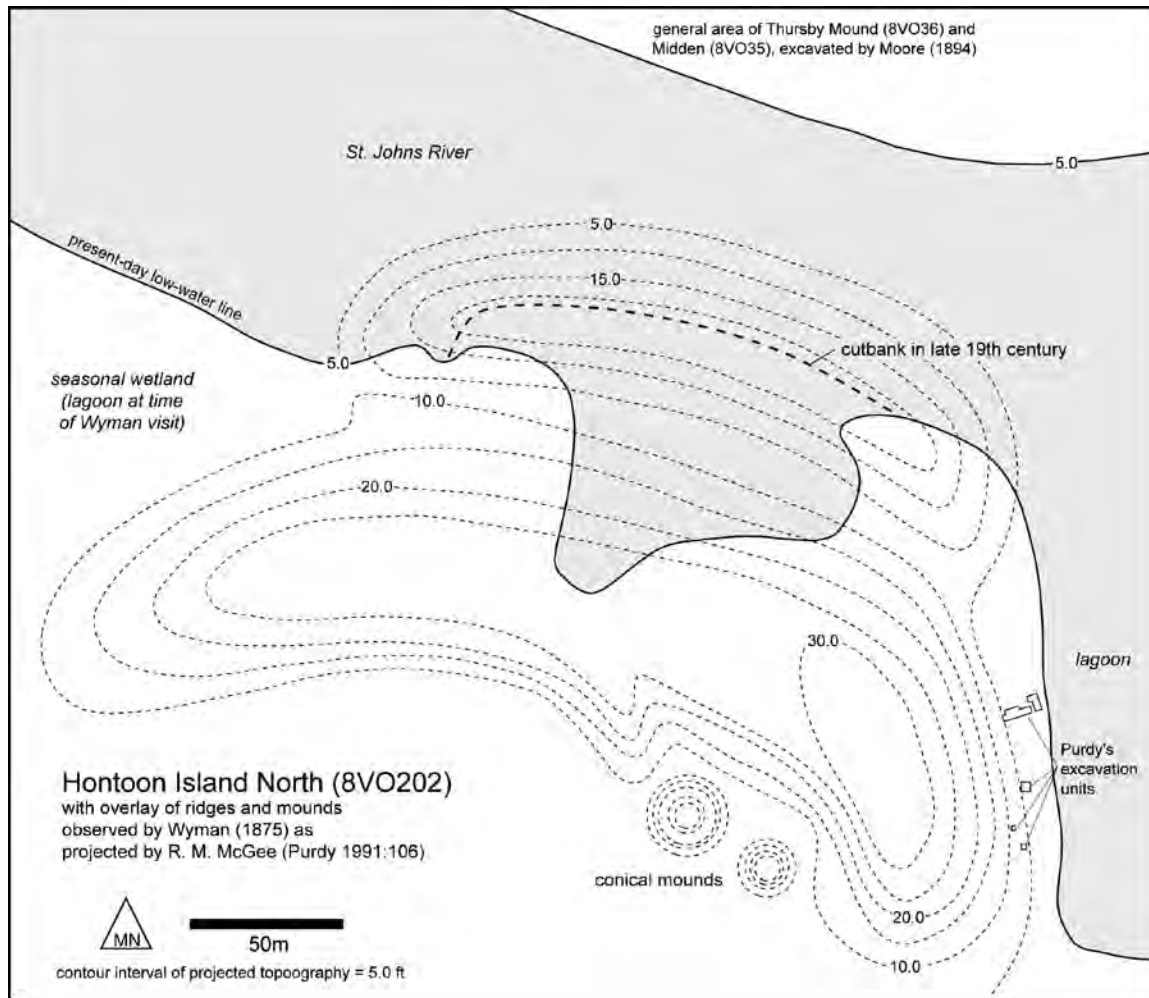 general area of Thursby Mound (8VO36) and
Midden (8VO35), excavated by Moore (1894)
St. Johns River
5.0
5.0
present-day low-water line
15.0
cutbank in late 19th century
5.0
seasonal wetland
(lagoon at time
of Wyman visit)
10.0
20.0
30.0
lagoon
Purdy's
excavation
units
Hontoon Island North (8VO202)
with overlay of ridges and mounds
observed by Wyman (1875) as
projected by R. M. McGee (Purdy 1991:106)
conical mounds
20.0
10.0
MN
50m
contour interval of projected topoography = 5.0 ft